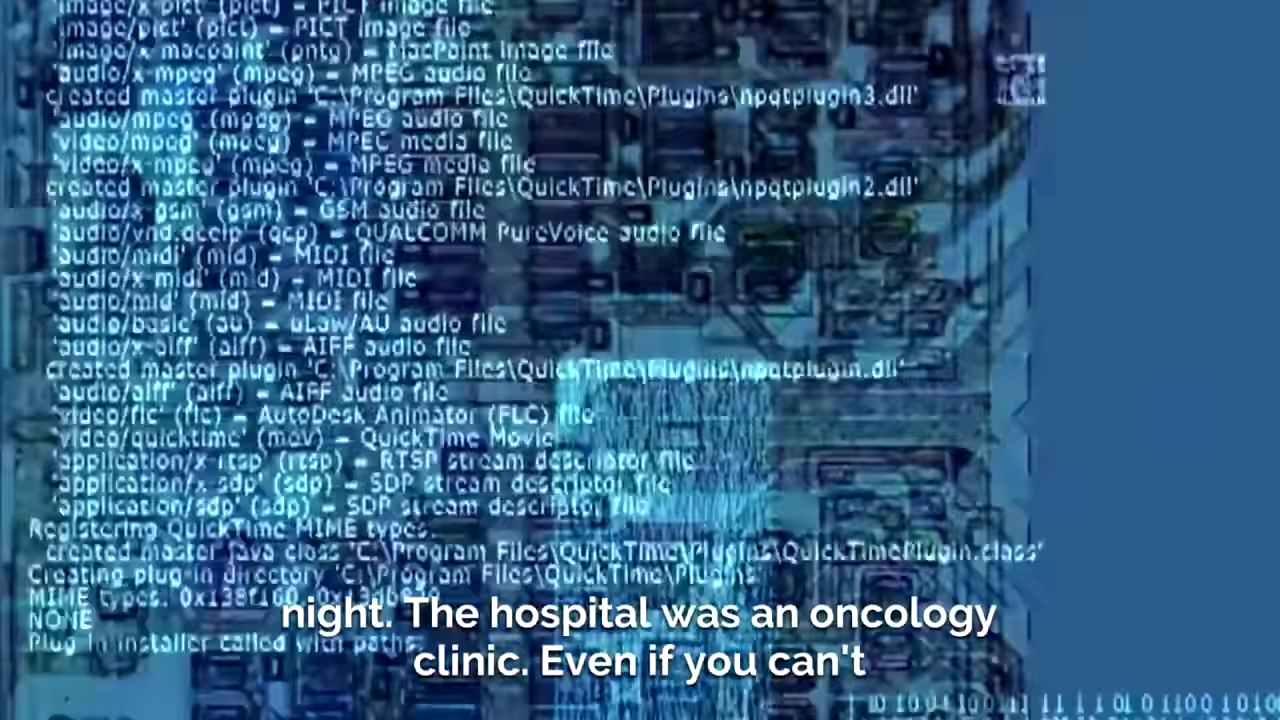 'image/x-pict' (pict) - PICT image file
'image/pict' (pict) - PICT image file
'image/x-macpaint' (pntg) - MacPaint image file
'audio/x-mpeg' (mpeg) - MPEG audio file
created master plugin 'C:\Program Files\QuickTime\Plugins\npqtplugin3.dll'
'audio/mpeg' (mpeg) - MPEG audio file
'video/mpeg' (mpeg) - MPEG media file
'video/x-mpeg' (mpeg) - MPEG media file
created master plugin 'C:\Program Files\QuickTime\Plugins\npqtplugin2.dll'
'audio/x-gsm' (gsm) - GSM audio file
'audio/vnd.qcelp' (qcp) - QUALCOMM PureVoice audio file
'audio/midi' (mid) - MIDI file
'audio/x-midi' (mid) - MIDI file
'audio/mid' (mid) - MIDI file
'audio/basic' (au) - uLaw/AU audio file
'audio/x-aiff' (aiff) - AIFF audio file
created master plugin 'C:\Program Files\QuickTime\Plugins\npqtplugin.dll'
'audio/aiff' (aiff) - AIFF audio file
'video/flc' (flc) - AutoDesk Animator (FLC) file
'video/quicktime' (mov) - QuickTime Movie
'application/x-rtsp' (rtsp) - RTSP stream descriptor file
'application/x-sdp' (sdp) - SDP stream descriptor file
'application/sdp' (sdp) - SDP stream descriptor file
Registering QuickTime MIME types.
created master java class 'C:\Program Files\QuickTime\Plugins\QuickTimePlugin.class'
Creating plug-in directory 'C:\Program Files\QuickTime\Plugins'
MIME types: 0x138f160,
NONE
Plug-in installer called with paths:
night. The hospital was an oncology
clinic. Even if you can't